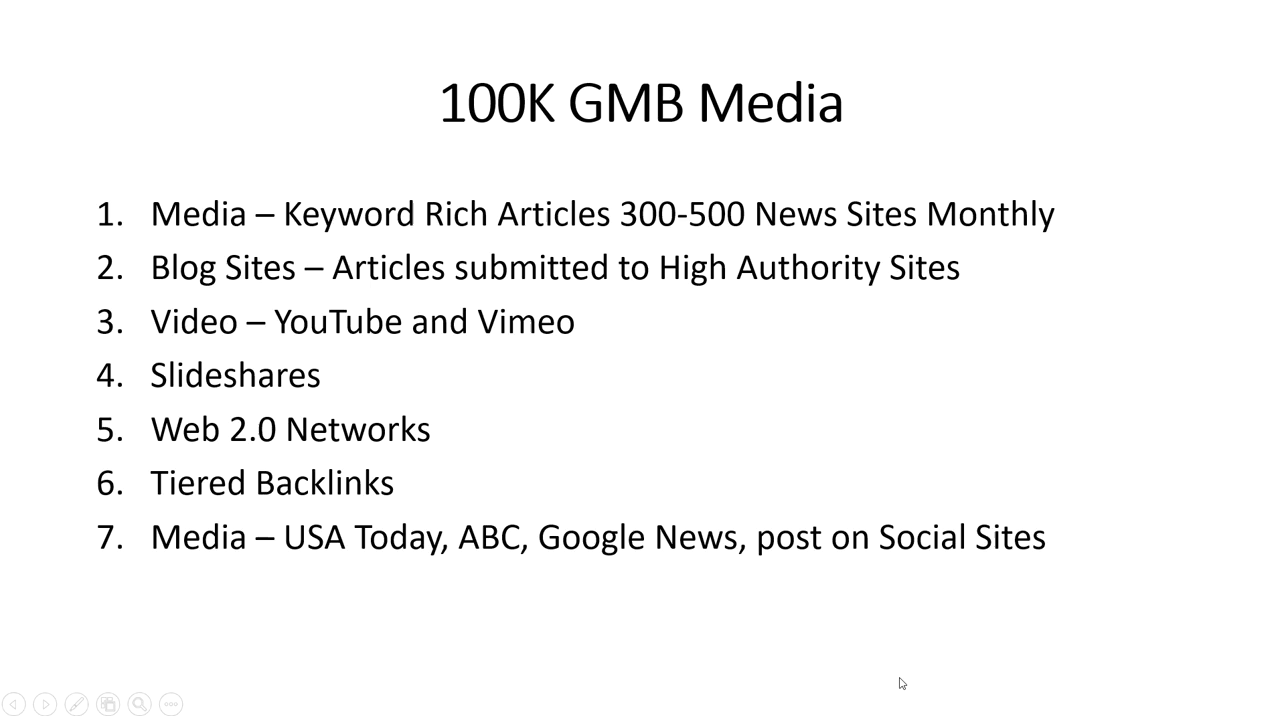 100K GMB Media
1. Media – Keyword Rich Articles 300-500 News Sites Monthly
2. Blog Sites – Articles submitted to High Authority Sites
3. Video – YouTube and Vimeo
4. Slideshares
5. Web 2.0 Networks
6. Tiered Backlinks
7. Media – USA Today, ABC, Google News, post on Social Sites